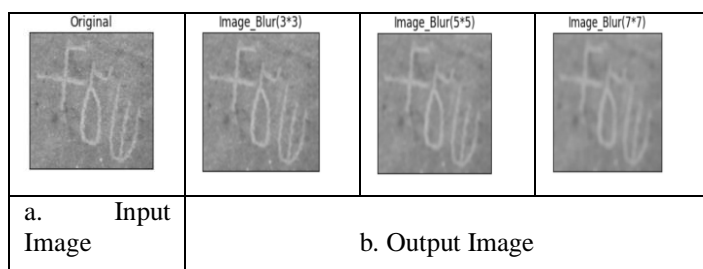 Original
Image_Blur(3*3)
Image_Blur(5*5)
Image_Blur(7*7)
a. Input
Image
b. Output Image